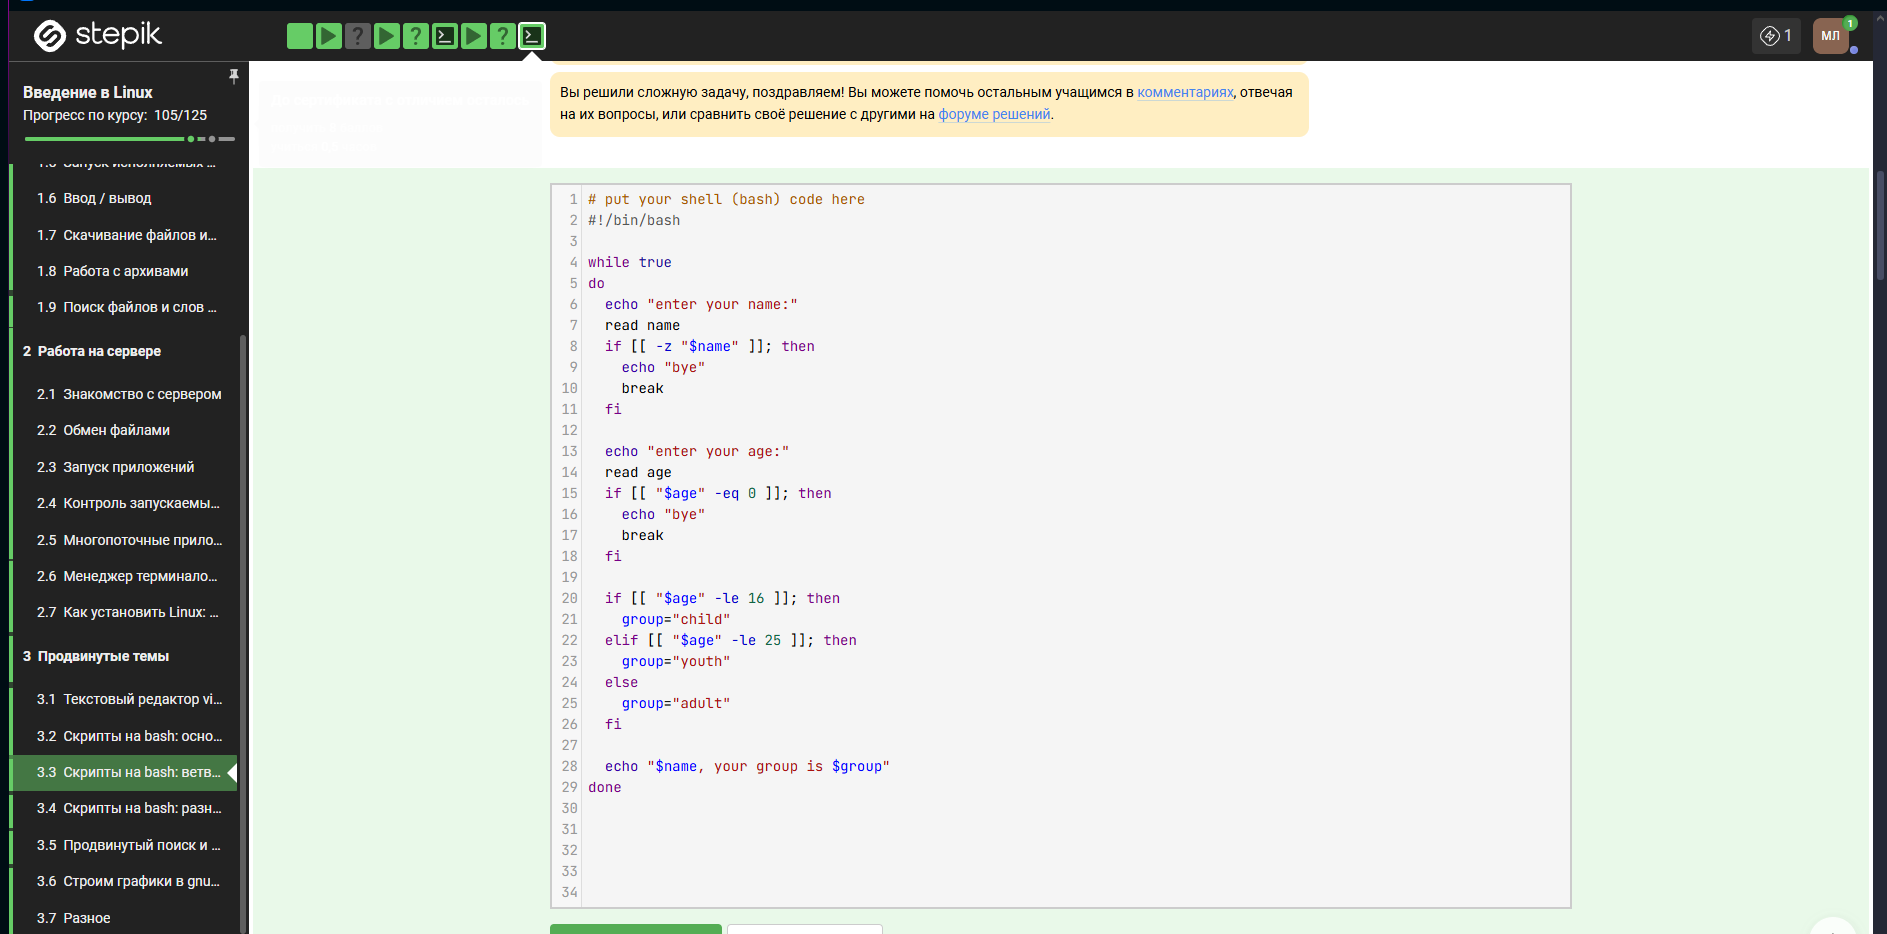 stepik
1
МЛ
1
Введение в Linux
Прогресс по курсу: 105/125
1.6 Ввод / вывод
1.7 Скачивание файлов и...
1.8 Работа с архивами
1.9 Поиск файлов и слов ...
2 Работа на сервере
2.1 Знакомство с сервером
2.2 Обмен файлами
2.3 Запуск приложений
2.4 Контроль запускаемы...
2.5 Многопоточные прило...
2.6 Менеджер терминало...
2.7 Как установить Linux: ...
3 Продвинутые темы
3.1 Текстовый редактор vi...
3.2 Скрипты на bash: осно...
3.3 Скрипты на bash: ветв...
3.4 Скрипты на bash: разн...
3.5 Продвинутый поиск и ...
3.6 Строим графики в gnu...
3.7 Разное
Вы решили сложную задачу, поздравляем! Вы можете помочь остальным учащимся в комментариях, отвечая
на их вопросы, или сравнить своё решение с другими на форуме решений.
1 # put your shell (bash) code here
2 #!/bin/bash
3
4 while true
5 do
6   echo "enter your name:"
7   read name
8   if [[ -z "$name" ]]; then
9     echo "bye"
10     break
11   fi
12
13   echo "enter your age:"
14   read age
15   if [[ "$age" -eq 0 ]]; then
16     echo "bye"
17     break
18   fi
19
20   if [[ "$age" -le 16 ]]; then
21     group="child"
22   elif [[ "$age" -le 25 ]]; then
23     group="youth"
24   else
25     group="adult"
26   fi
27
28   echo "$name, your group is $group"
29 done
30
31
32
33
34